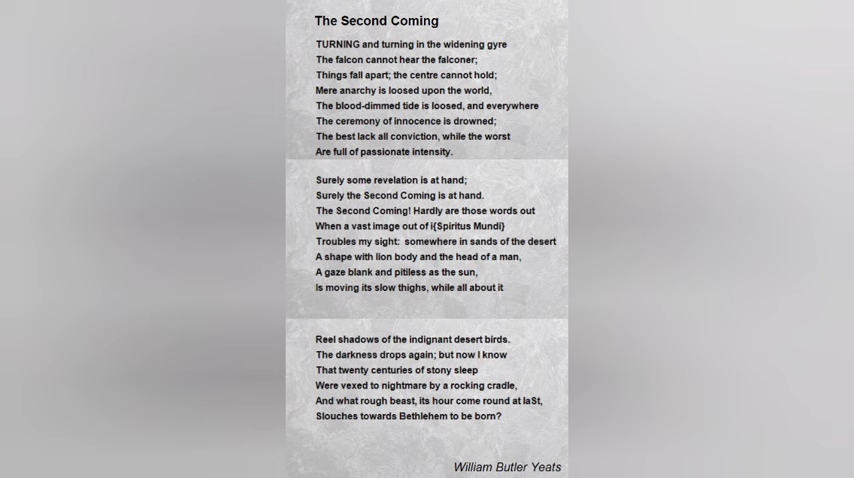 The Second Coming
TURNING and turning in the widening gyre
The falcon cannot hear the falconer;
Things fall apart; the centre cannot hold;
Mere anarchy is loosed upon the world,
The blood-dimmed tide is loosed, and everywhere
The ceremony of innocence is drowned;
The best lack all conviction, while the worst
Are full of passionate intensity.
Surely some revelation is at hand;
Surely the Second Coming is at hand.
The Second Coming! Hardly are those words out
When a vast image out of i{Spiritus Mundi}
Troubles my sight: somewhere in sands of the desert
A shape with lion body and the head of a man,
A gaze blank and pitiless as the sun,
Is moving its slow thighs, while all about it
Reel shadows of the indignant desert birds.
The darkness drops again; but now I know
That twenty centuries of stony sleep
Were vexed to nightmare by a rocking cradle,
And what rough beast, its hour come round at laSt,
Slouches towards Bethlehem to be born?
William Butler Yeats